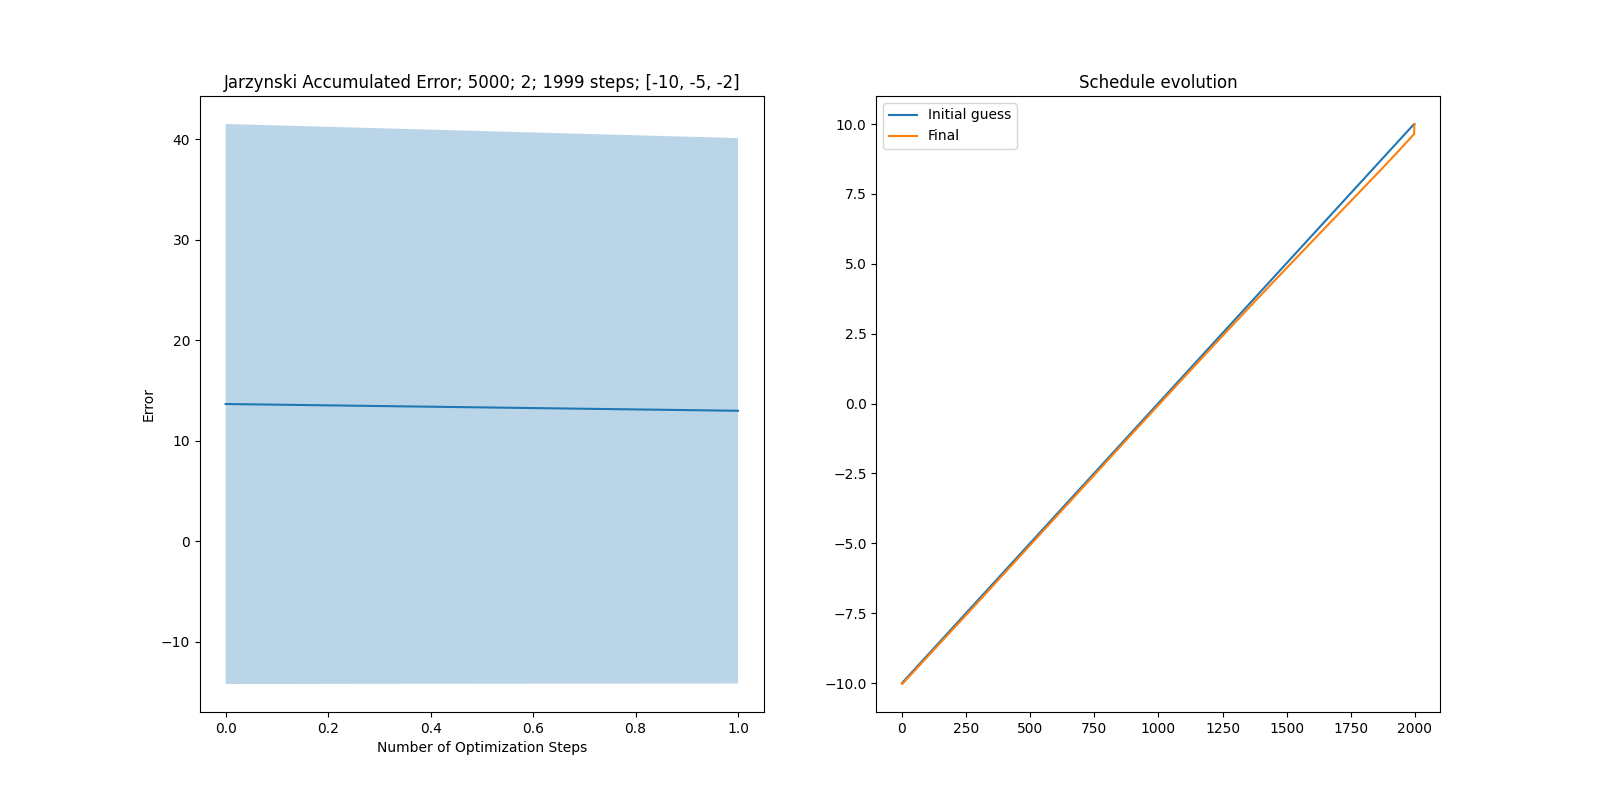 Jarzynski Accumulated Error; 5000; 2; 1999 steps; [-10, -5, -2]
40
30
20
10
0
−10
Error
0.0 0.2 0.4 0.6 0.8 1.0
Number of Optimization Steps
Schedule evolution
Initial guess
Final
10.0
7.5
5.0
2.5
0.0
−2.5
−5.0
−7.5
−10.0
0 250 500 750 1000 1250 1500 1750 2000